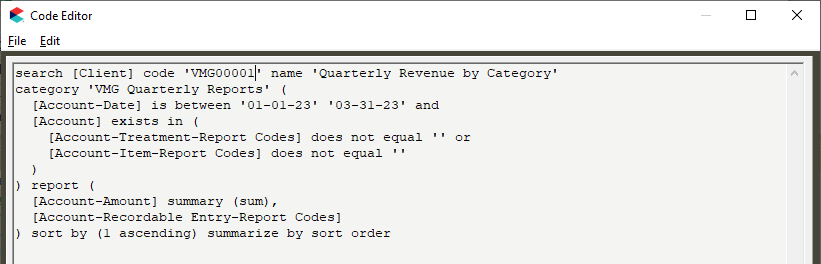 Code Editor
File Edit
search [Client] code 'VMG00001' name 'Quarterly Revenue by Category'
category 'VMG Quarterly Reports' (
  [Account-Date] is between '01-01-23' '03-31-23' and
  [Account] exists in (
    [Account-Treatment-Report Codes] does not equal '' or
    [Account-Item-Report Codes] does not equal ''
  )
) report (
  [Account-Amount] summary (sum),
  [Account-Recordable Entry-Report Codes]
) sort by (1 ascending) summarize by sort order